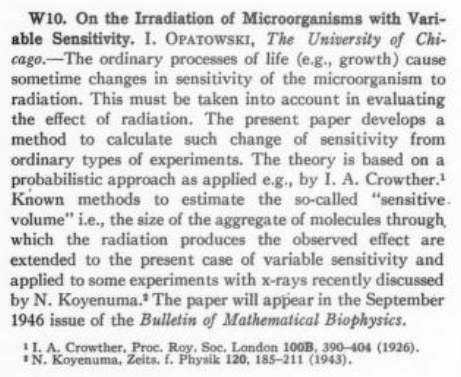 W10. On the Irradiation of Microorganisms with Vari-
able Sensitivity. I. OPATOWSKI, The University of Chi-
cago.—The ordinary processes of life (e.g., growth) cause
sometime changes in sensitivity of the microorganism to
radiation. This must be taken into account in evaluating
the effect of radiation. The present paper develops a
method to calculate such change of sensitivity from
ordinary types of experiments. The theory is based on a
probabilistic approach as applied e.g., by I. A. Crowther.¹
Known methods to estimate the so-called "sensitive
volume" i.e., the size of the aggregate of molecules through
which the radiation produces the observed effect are
extended to the present case of variable sensitivity and
applied to some experiments with x-rays recently discussed
by N. Koyenuma.² The paper will appear in the September
1946 issue of the Bulletin of Mathematical Biophysics.
¹ I. A. Crowther, Proc. Roy. Soc. London 100B, 390–404 (1926).
² N. Koyenuma, Zeits. f. Physik 120, 185–211 (1943).